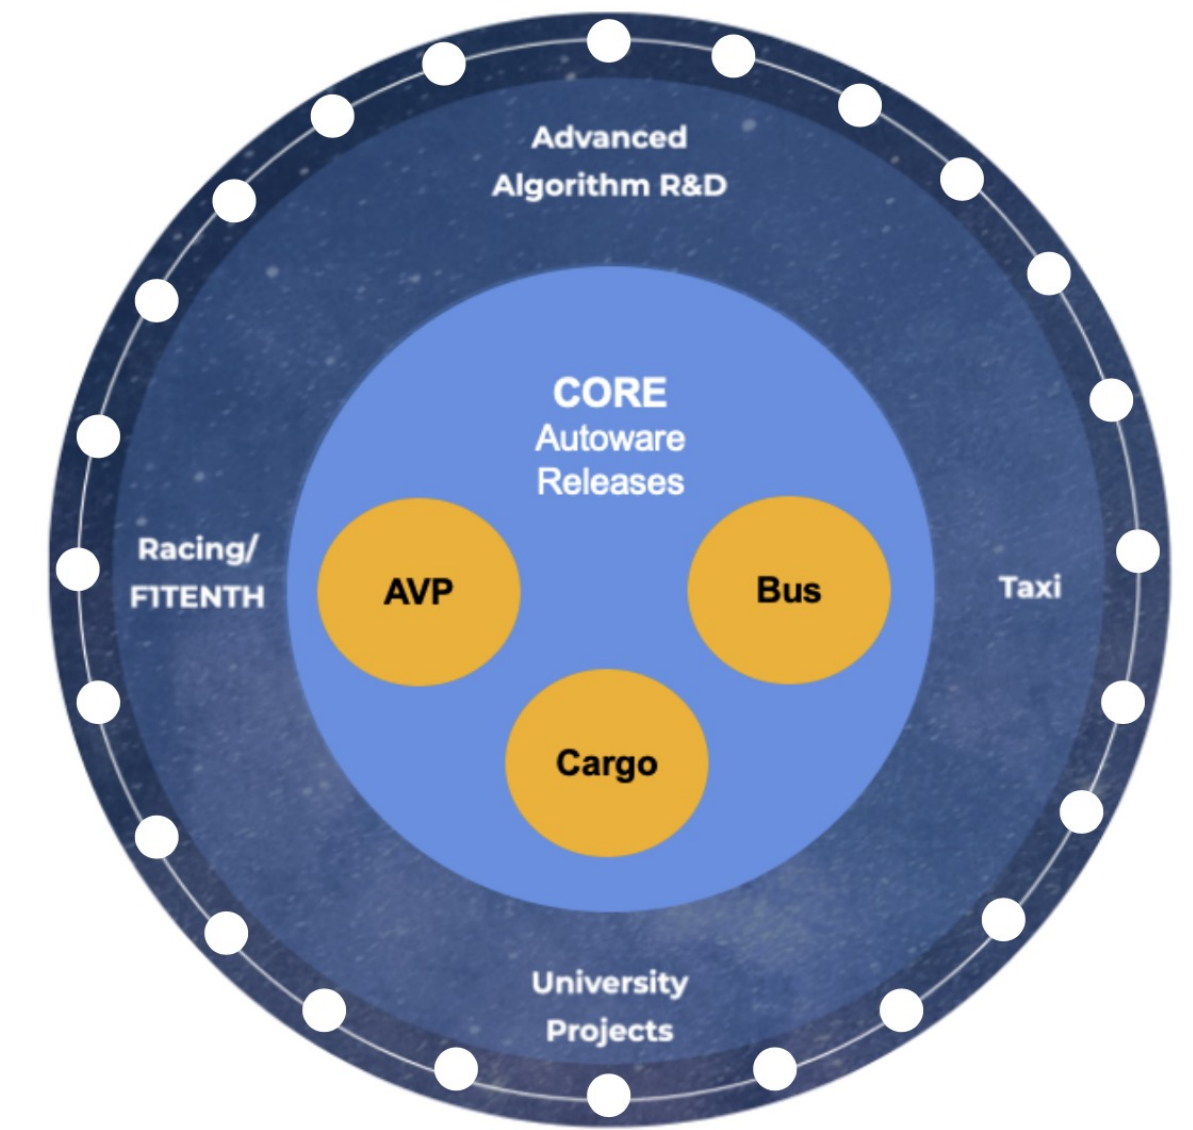 Advanced
Algorithm R&D
CORE
Autoware
Releases
Racing/
F1TENTH
AVP
Bus
Taxi
Cargo
University
Projects